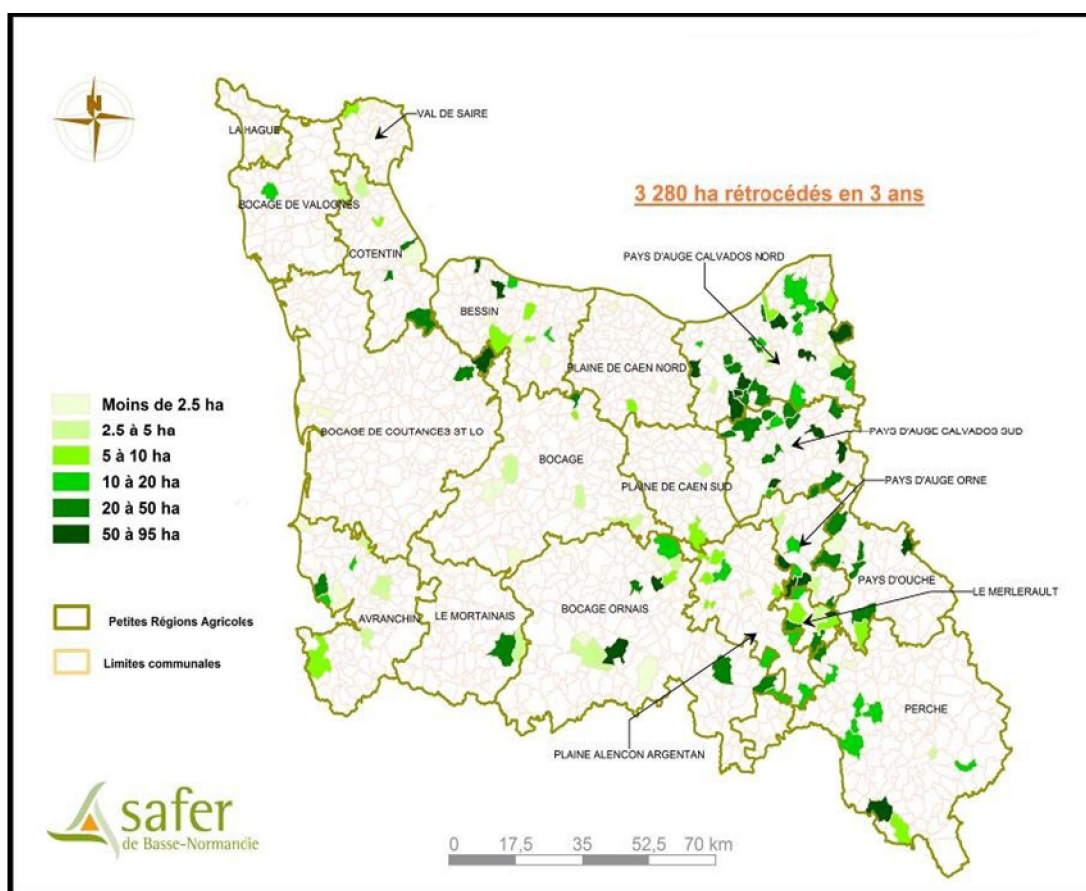 N
LA HAGUE
VAL DE SAIRE
3 280 ha rétrocédés en 3 ans
BOCAGE DE VALOGNES
COTENTIN
PAYS D'AUGE CALVADOS NORD
BESSIN
PLAINE DE CAEN NORD
Moins de 2.5 ha
2.5 à 5 ha
5 à 10 ha
10 à 20 ha
20 à 50 ha
50 à 95 ha
BOCAGE DE COUTANCES ST LO
PAYS D'AUGE CALVADOS SUD
BOCAGE
PLAINE DE CAEN SUD
PAYS D'AUGE ORNE
PAYS D'OUCHE
LE MERLERAULT
Petites Régions Agricoles
AVRANCHIN
LE MORTAINAIS
BOCAGE ORNAIS
Limites communales
PERCHE
PLAINE ALENCON ARGENTAN
safer
de Basse-Normandie
0 17,5 35 52,5 70 km